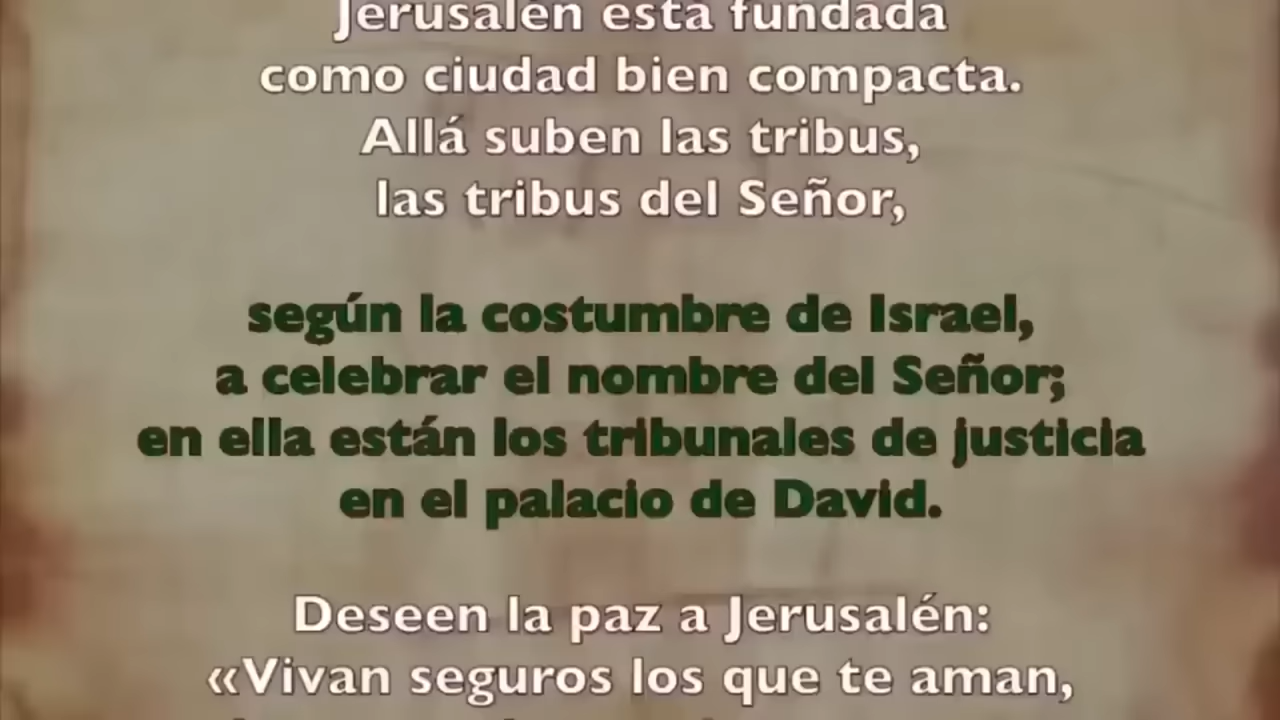 Jerusalén está fundada
como ciudad bien compacta.
Allá suben las tribus,
las tribus del Señor,
según la costumbre de Israel,
a celebrar el nombre del Señor;
en ella están los tribunales de justicia
en el palacio de David.
Deseen la paz a Jerusalén:
«Vivan seguros los que te aman,